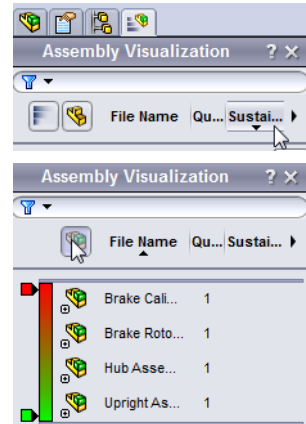 Assembly Visualization ? ×
File Name Qu... Sustai...
Assembly Visualization ? ×
File Name Qu... Sustai...
Brake Cali... 1
Brake Roto... 1
Hub Asse... 1
Upright As... 1